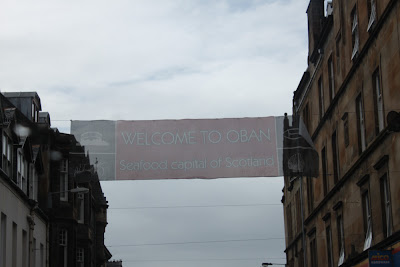 WELCOME TO OBAN
Seafood capital of Scotland